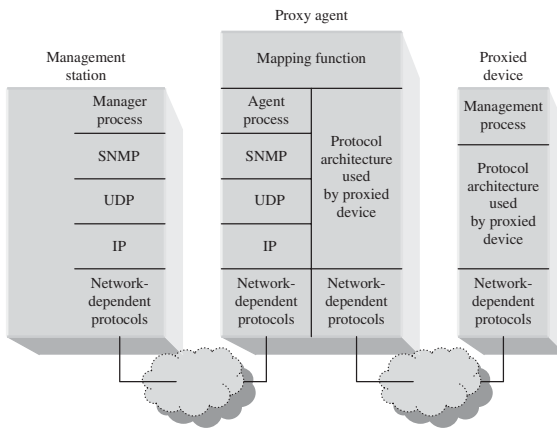 Proxy agent
Management
station
Manager
process
SNMP
UDP
IP
Network-
dependent
protocols
Mapping function
Agent
process
SNMP
UDP
IP
Network-
dependent
protocols
Protocol
architecture
used
by proxied
device
Network-
dependent
protocols
Proxied
device
Management
process
Protocol
architecture
used
by proxied
device
Network-
dependent
protocols